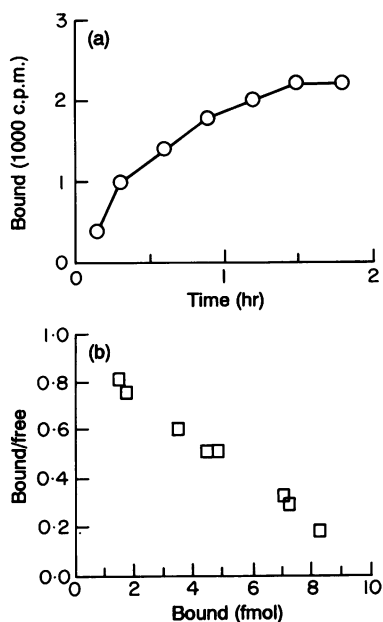 (a)
3
2
1
0
Bound (1000 c.p.m.)
0 1 2
Time (hr)
(b)
1·0
0·8
0·6
0·4
0·2
0·0
Bound/free
0 2 4 6 8 10
Bound (fmol)